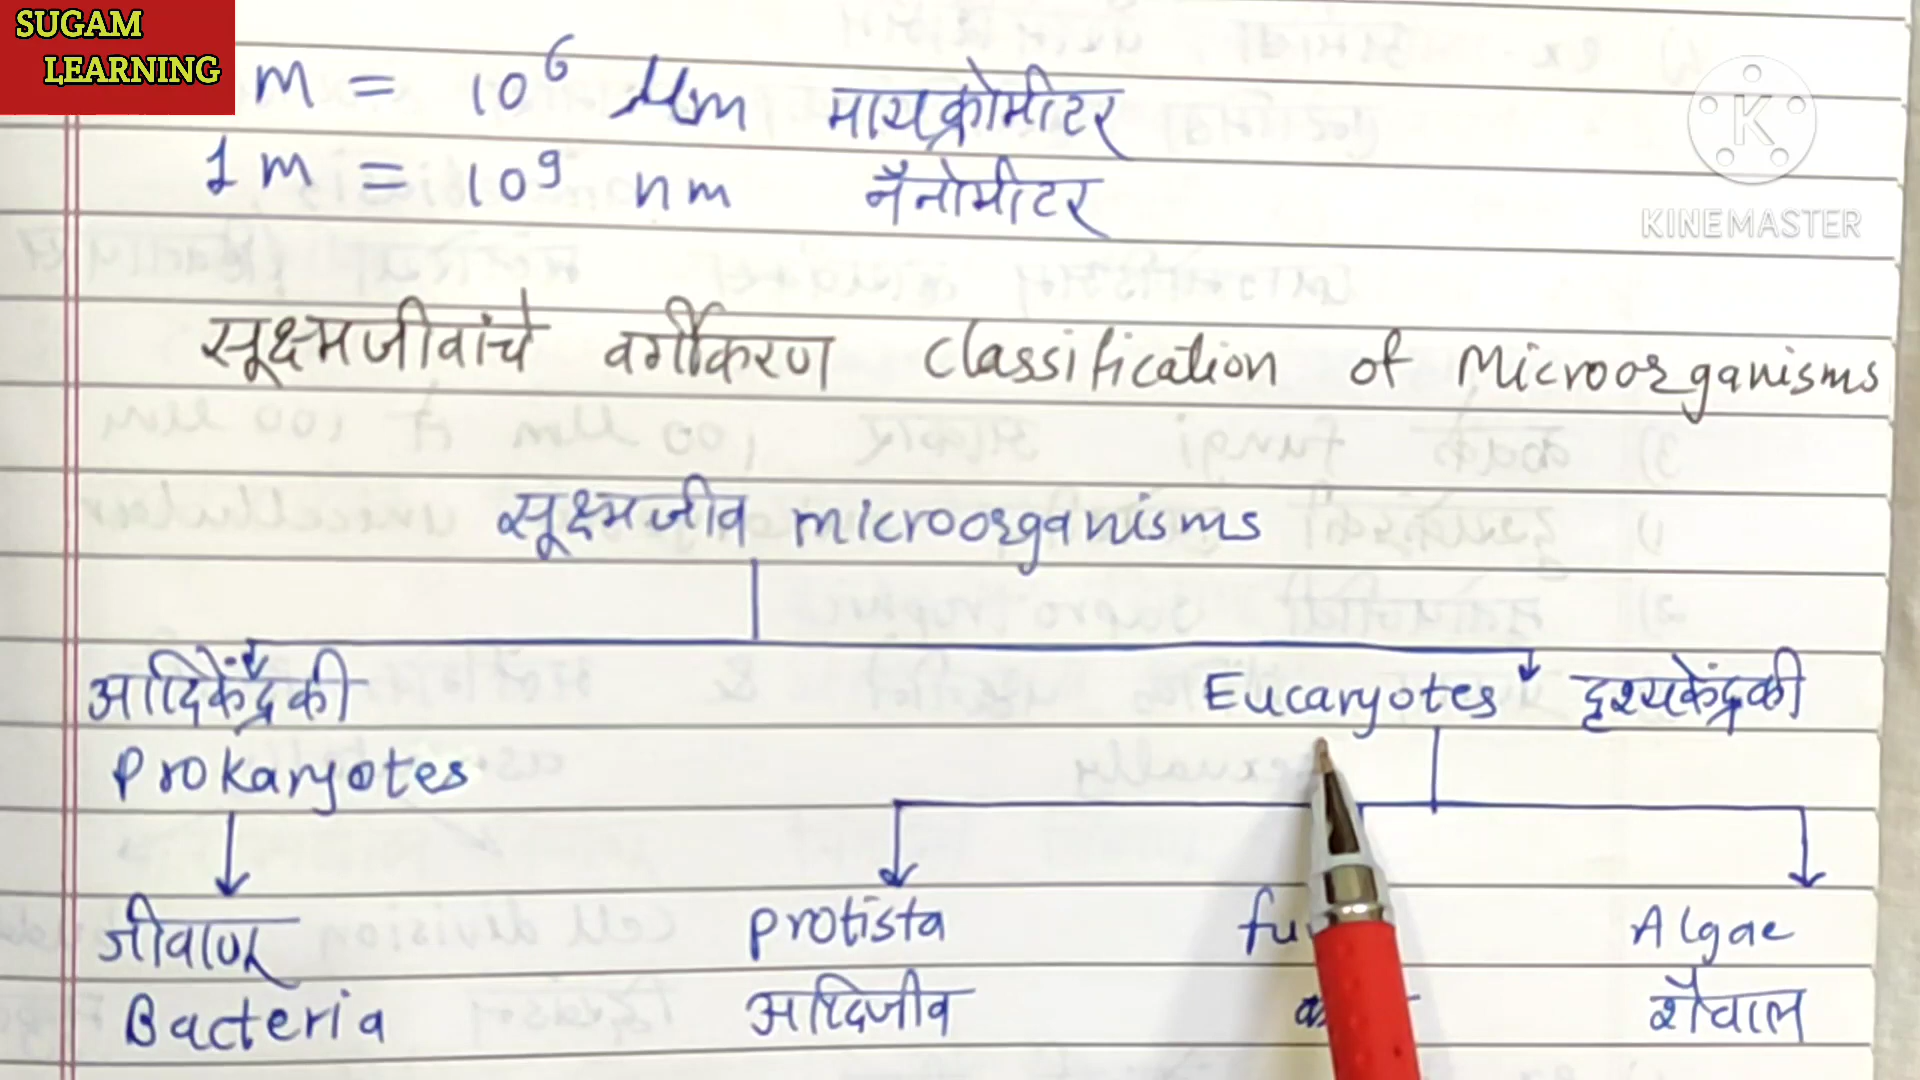 SUGAM
LEARNING
m = 10⁶ μm मायक्रोमीटर
1 m = 10⁹ nm नॅनोमीटर
KINEMASTER
सूक्ष्मजीवांचे वर्गीकरण Classification of Microorganisms
सूक्ष्मजीव microorganisms
आदिकेंद्रकी Eucaryotes दृश्यकेंद्रकी
Prokaryotes
जीवाणू Protista Algae
Bacteria आदिजीव शैवाल